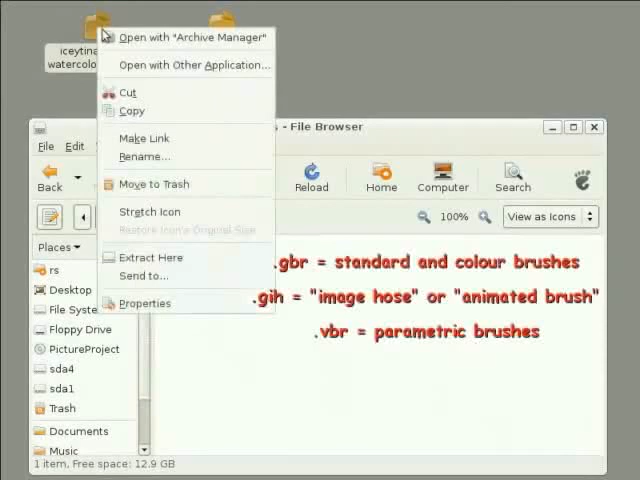 Open with "Archive Manager"
iceytina
watercolo
Open with Other Application...
Cut
Copy
s - File Browser
File Edit
Make Link
Rename...
Back
Reload
Home
Computer
Search
Move to Trash
Stretch Icon
Restore Icon's Original Size
100%
View as Icons
Places
Extract Here
.gbr = standard and colour brushes
rs
Send to...
Desktop
.gih = "image hose" or "animated brush"
File Syste
Properties
Floppy Drive
.vbr = parametric brushes
PictureProject
sda4
sda1
Trash
Documents
Music
1 item, Free space: 12.9 GB